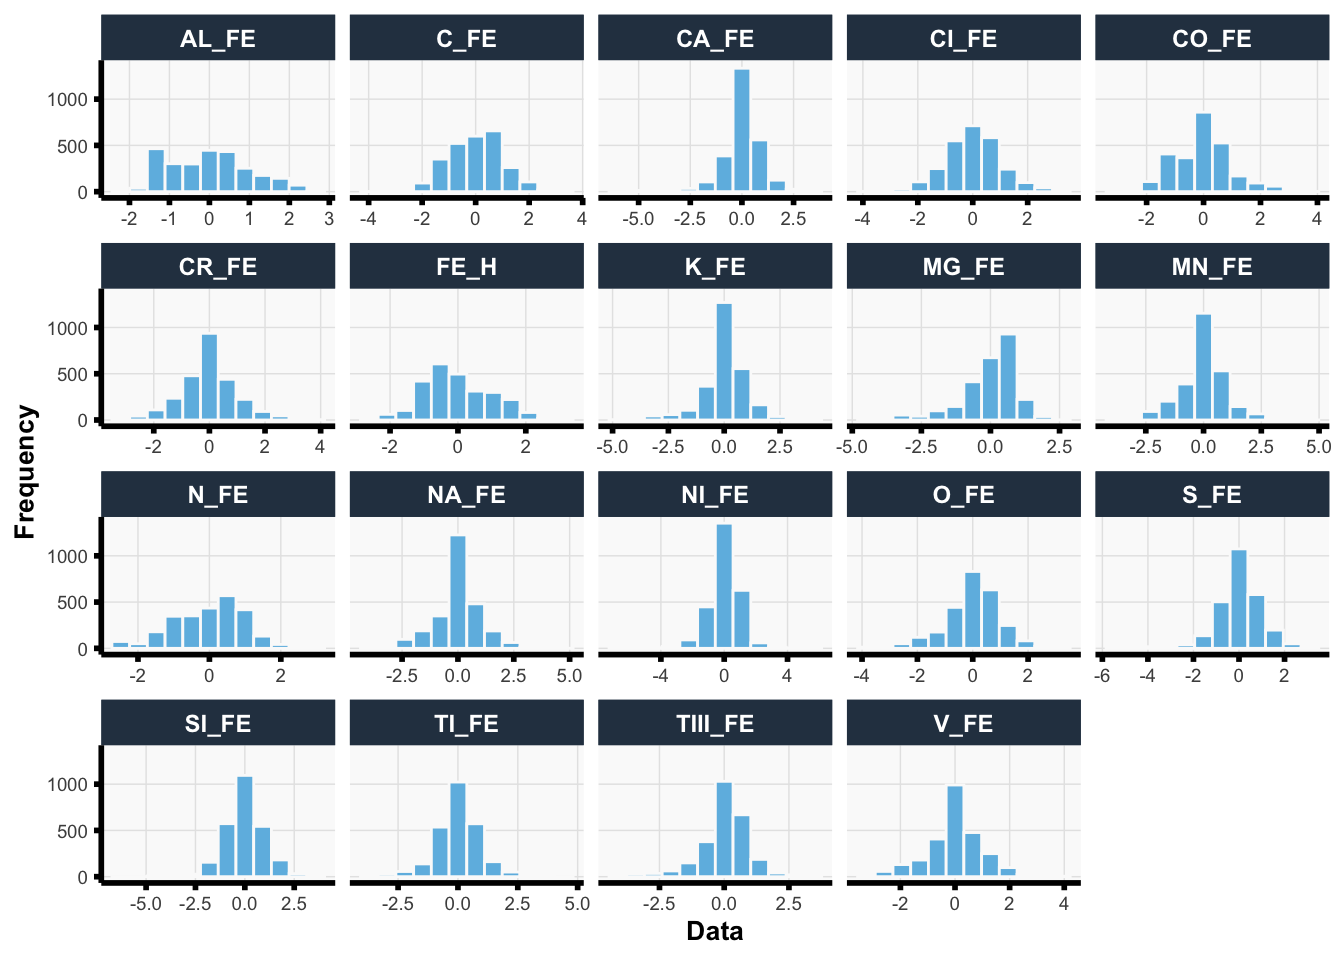 AL_FE C_FE CA_FE CI_FE CO_FE
1000
500
0
-2 -1 0 1 2 3 -4 -2 0 2 4 -5.0 -2.5 0.0 2.5 -4 -2 0 2 -2 0 2 4
CR_FE FE_H K_FE MG_FE MN_FE
1000
500
0
-2 0 2 4 -2 0 2 -5.0 -2.5 0.0 2.5 -5.0 -2.5 0.0 2.5 -2.5 0.0 2.5 5.0
Frequency
N_FE NA_FE NI_FE O_FE S_FE
1000
500
0
-2 0 2 -2.5 0.0 2.5 5.0 -4 0 4 -4 -2 0 2 -6 -4 -2 0 2
SI_FE TI_FE TIII_FE V_FE
1000
500
0
-5.0 -2.5 0.0 2.5 -2.5 0.0 2.5 5.0 -2.5 0.0 2.5 -2 0 2 4
Data